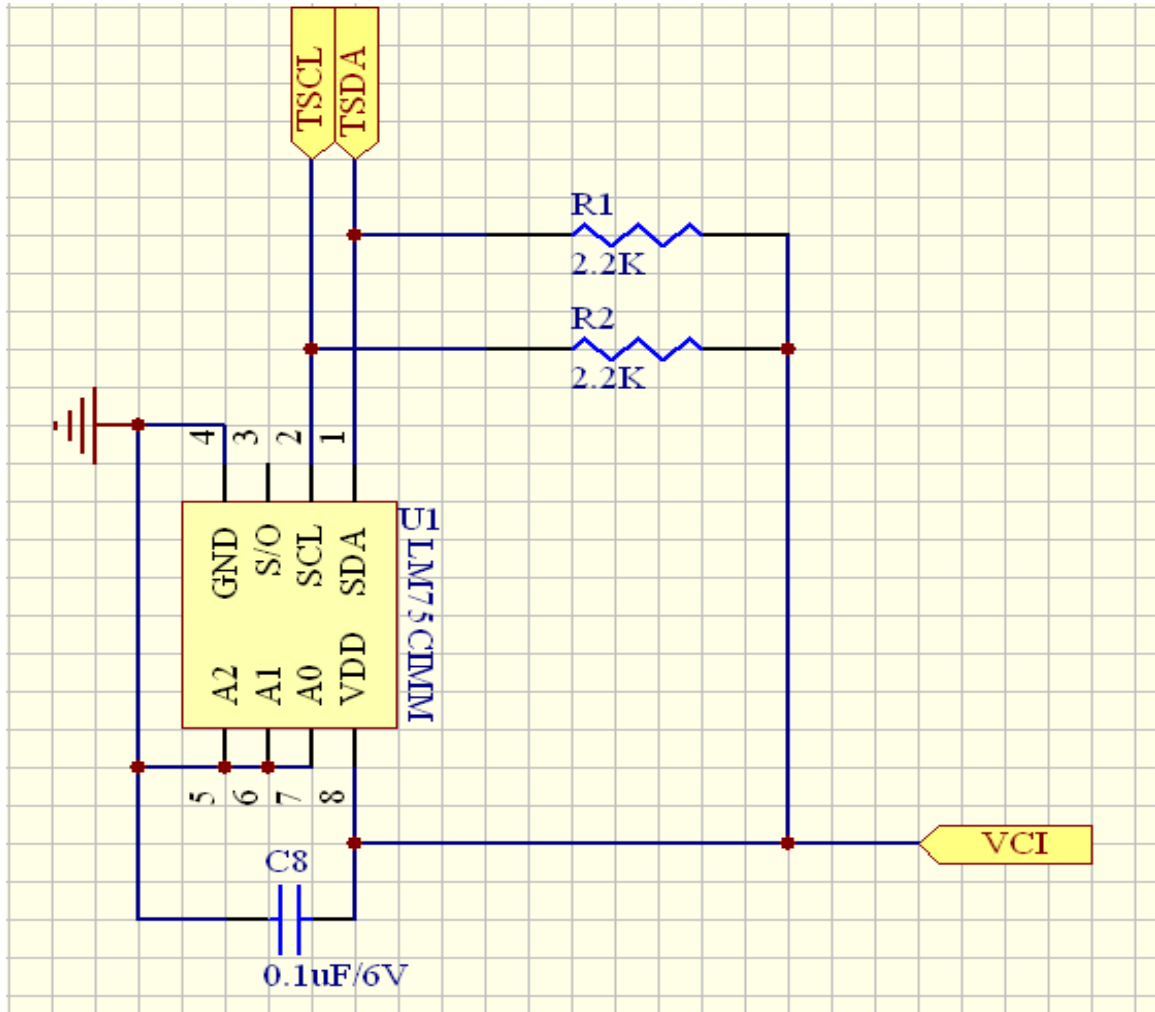 TSCL
TSDA
R1
2.2K
R2
2.2K
4
3
2
1
U1
LM75CIMM
GND
S/O
SCL
SDA
A2
A1
A0
VDD
5
6
7
8
VCI
C8
0.1uF/6V